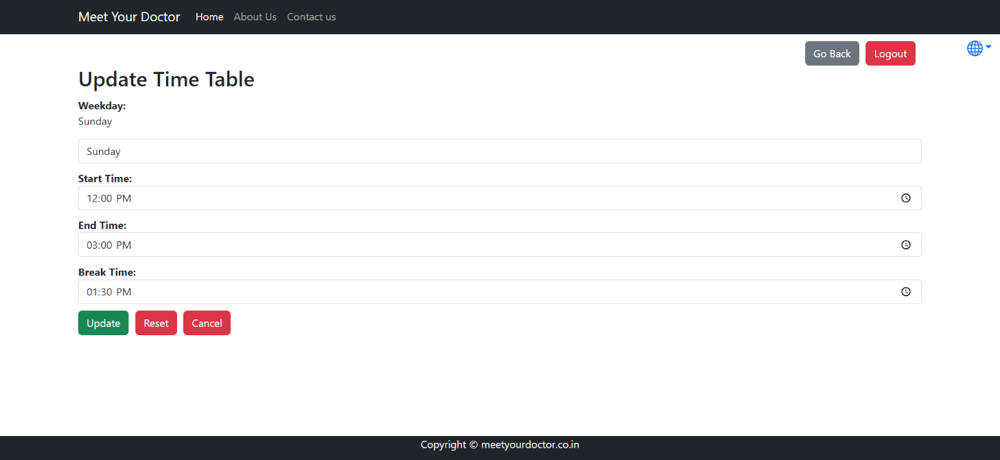 Meet Your Doctor Home About Us Contact us
Go Back Logout
Update Time Table
Weekday:
Sunday
Sunday
Start Time:
12:00 PM
End Time:
03:00 PM
Break Time:
01:30 PM
Update Reset Cancel
Copyright © meetyourdoctor.co.in